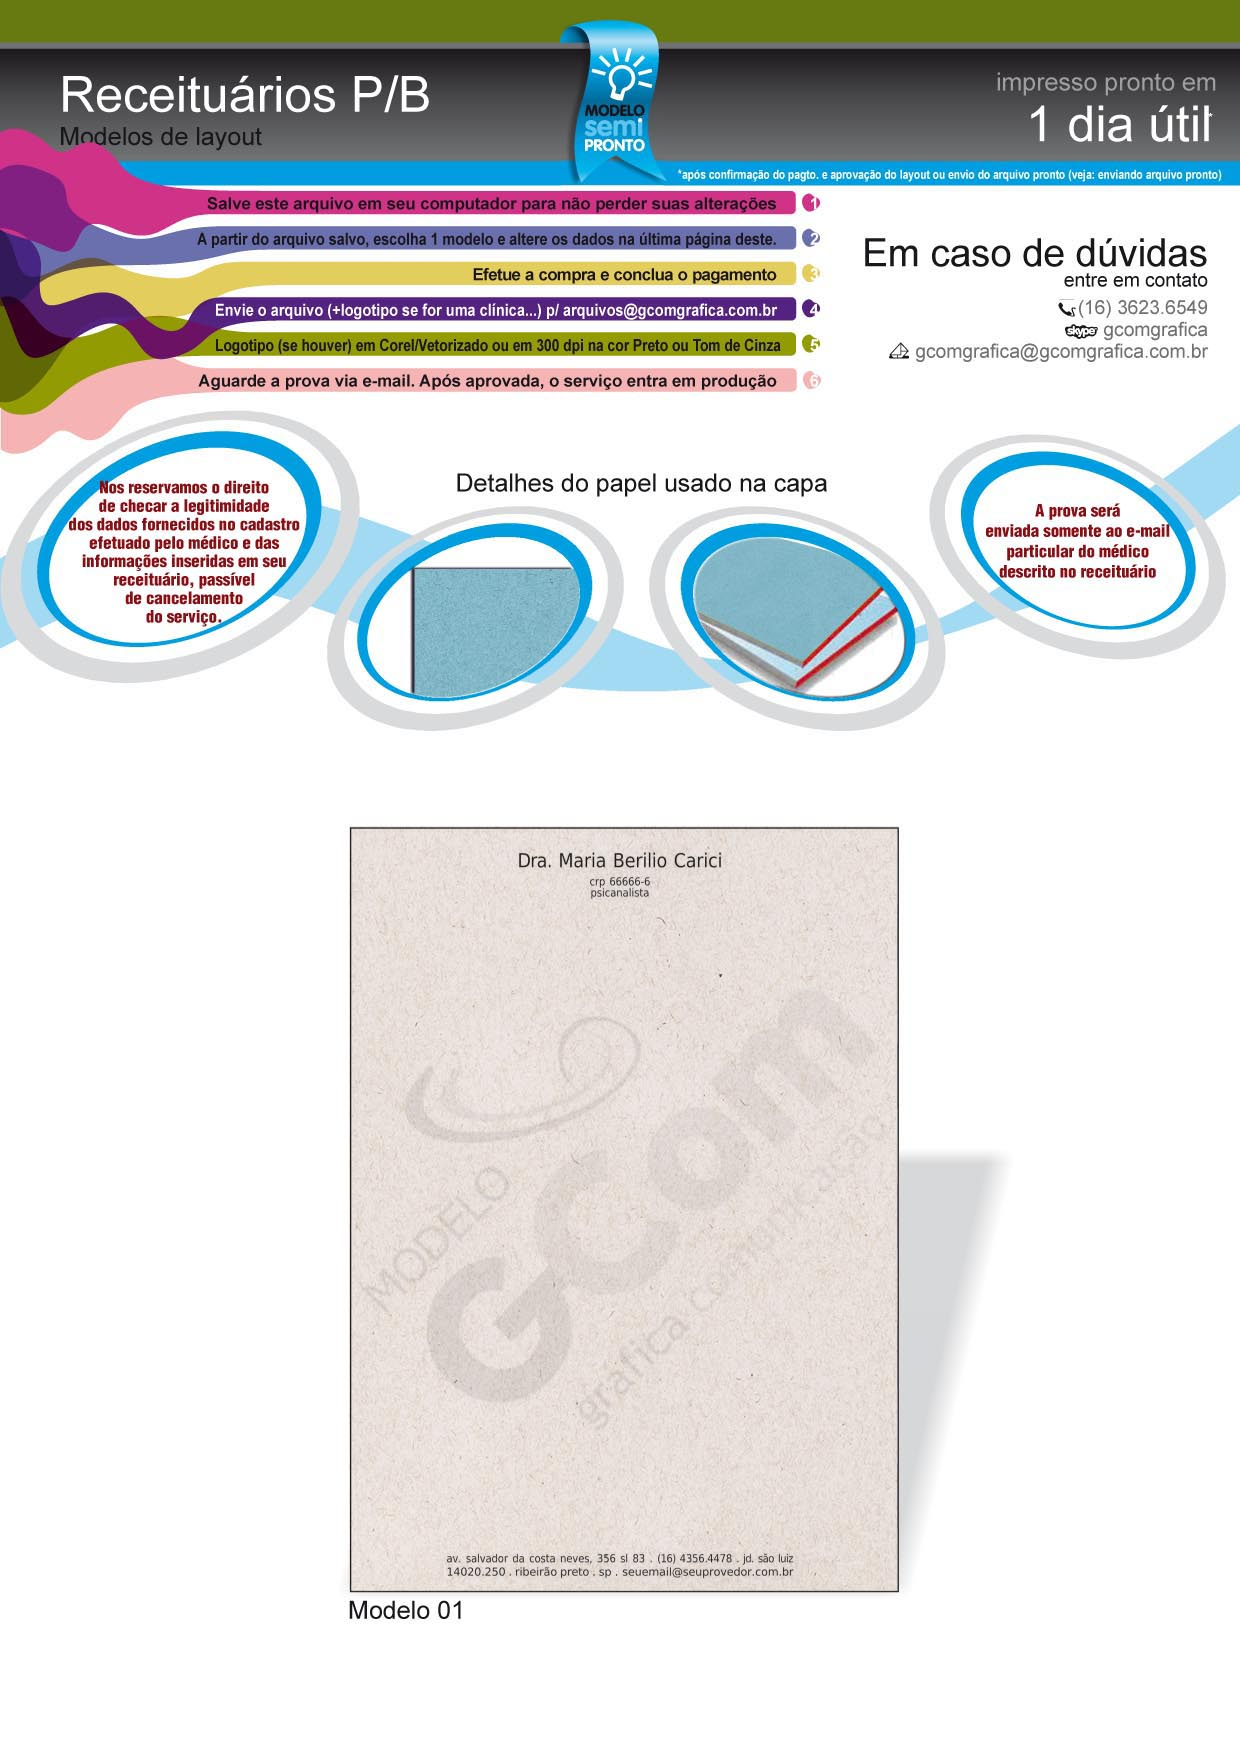 Receituários P/B
Modelos de layout
MODELO
semi
PRONTO
impresso pronto em
1 dia útil*
*após confirmação do pagto. e aprovação do layout ou envio do arquivo pronto (veja: enviando arquivo pronto)
Salve este arquivo em seu computador para não perder suas alterações 1
A partir do arquivo salvo, escolha 1 modelo e altere os dados na última página deste. 2
Efetue a compra e conclua o pagamento 3
Envie o arquivo (+logotipo se for uma clínica...) p/ arquivos@gcomgrafica.com.br 4
Logotipo (se houver) em Corel/Vetorizado ou em 300 dpi na cor Preto ou Tom de Cinza 5
Aguarde a prova via e-mail. Após aprovada, o serviço entra em produção 6
Em caso de dúvidas
entre em contato
(16) 3623.6549
skype gcomgrafica
gcomgrafica@gcomgrafica.com.br
Nos reservamos o direito
de checar a legitimidade
dos dados fornecidos no cadastro
efetuado pelo médico e das
informações inseridas em seu
receituário, passível
de cancelamento
do serviço.
Detalhes do papel usado na capa
A prova será
enviada somente ao e-mail
particular do médico
descrito no receituário
Dra. Maria Berilio Carici
crp 66666-6
psicanalista
MODELO
GCom
gráfica comunicação
av. salvador da costa neves, 356 sl 83 . (16) 4356.4478 . jd. são luiz
14020.250 . ribeirão preto . sp . seuemail@seuprovedor.com.br
Modelo 01